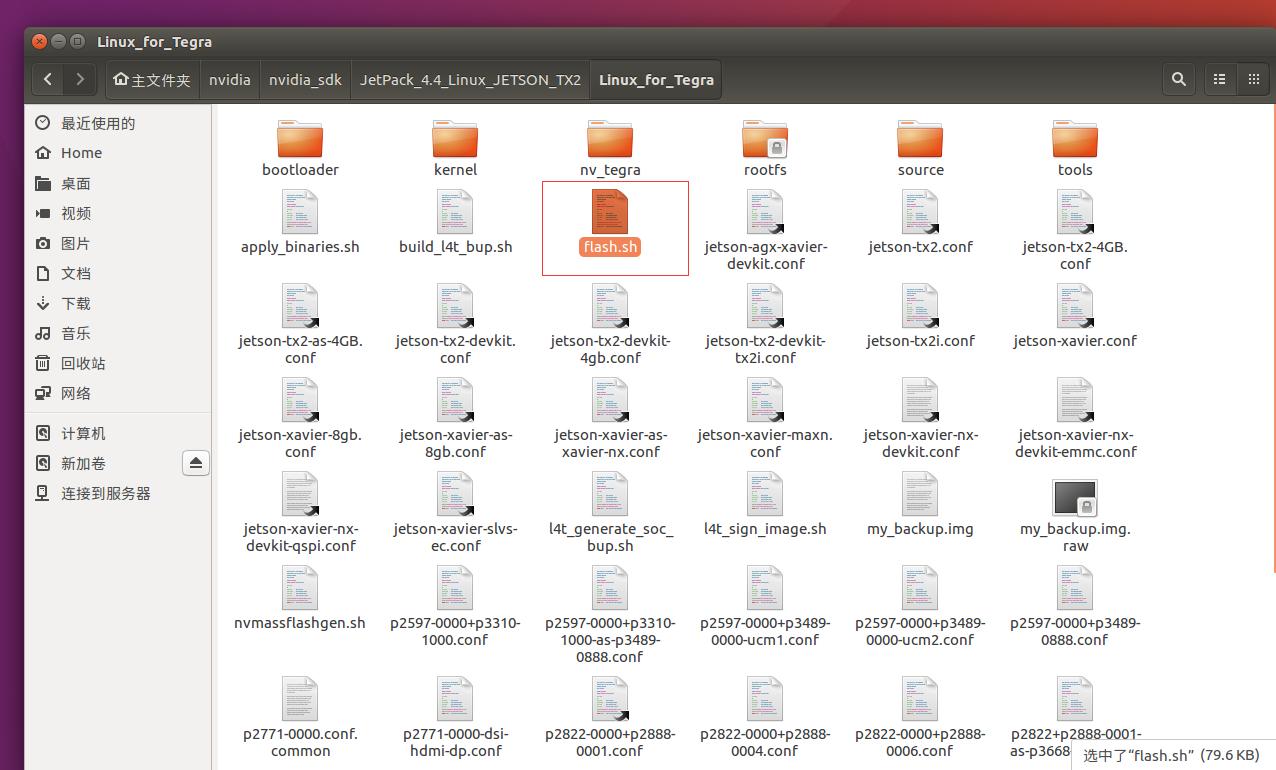 Linux_for_Tegra
主文件夹 nvidia nvidia_sdk JetPack_4.4_Linux_JETSON_TX2 Linux_for_Tegra
最近使用的
Home
桌面
视频
图片
文档
下载
音乐
回收站
网络
计算机
新加卷
连接到服务器
bootloader kernel nv_tegra rootfs source tools
apply_binaries.sh build_l4t_bup.sh flash.sh jetson-agx-xavier- jetson-tx2.conf jetson-tx2-4GB.
devkit.conf conf
jetson-tx2-as-4GB. jetson-tx2-devkit. jetson-tx2-devkit- jetson-tx2-devkit- jetson-tx2i.conf jetson-xavier.conf
conf conf 4gb.conf tx2i.conf
jetson-xavier-8gb. jetson-xavier-as- jetson-xavier-as- jetson-xavier-maxn. jetson-xavier-nx- jetson-xavier-nx-
conf 8gb.conf xavier-nx.conf conf devkit.conf devkit-emmc.conf
jetson-xavier-nx- jetson-xavier-slvs- l4t_generate_soc_ l4t_sign_image.sh my_backup.img my_backup.img.
devkit-qspi.conf ec.conf bup.sh raw
nvmassflashgen.sh p2597-0000+p3310- p2597-0000+p3310- p2597-0000+p3489- p2597-0000+p3489- p2597-0000+p3489-
1000.conf 1000-as-p3489- 0000-ucm1.conf 0000-ucm2.conf 0888.conf
0888.conf
p2771-0000.conf. p2771-0000-dsi- p2822-0000+p2888- p2822-0000+p2888- p2822-0000+p2888- p2822+p2888-0001-
common hdmi-dp.conf 0001.conf 0004.conf 0006.conf as-p3668-
选中了“flash.sh” (79.6 KB)